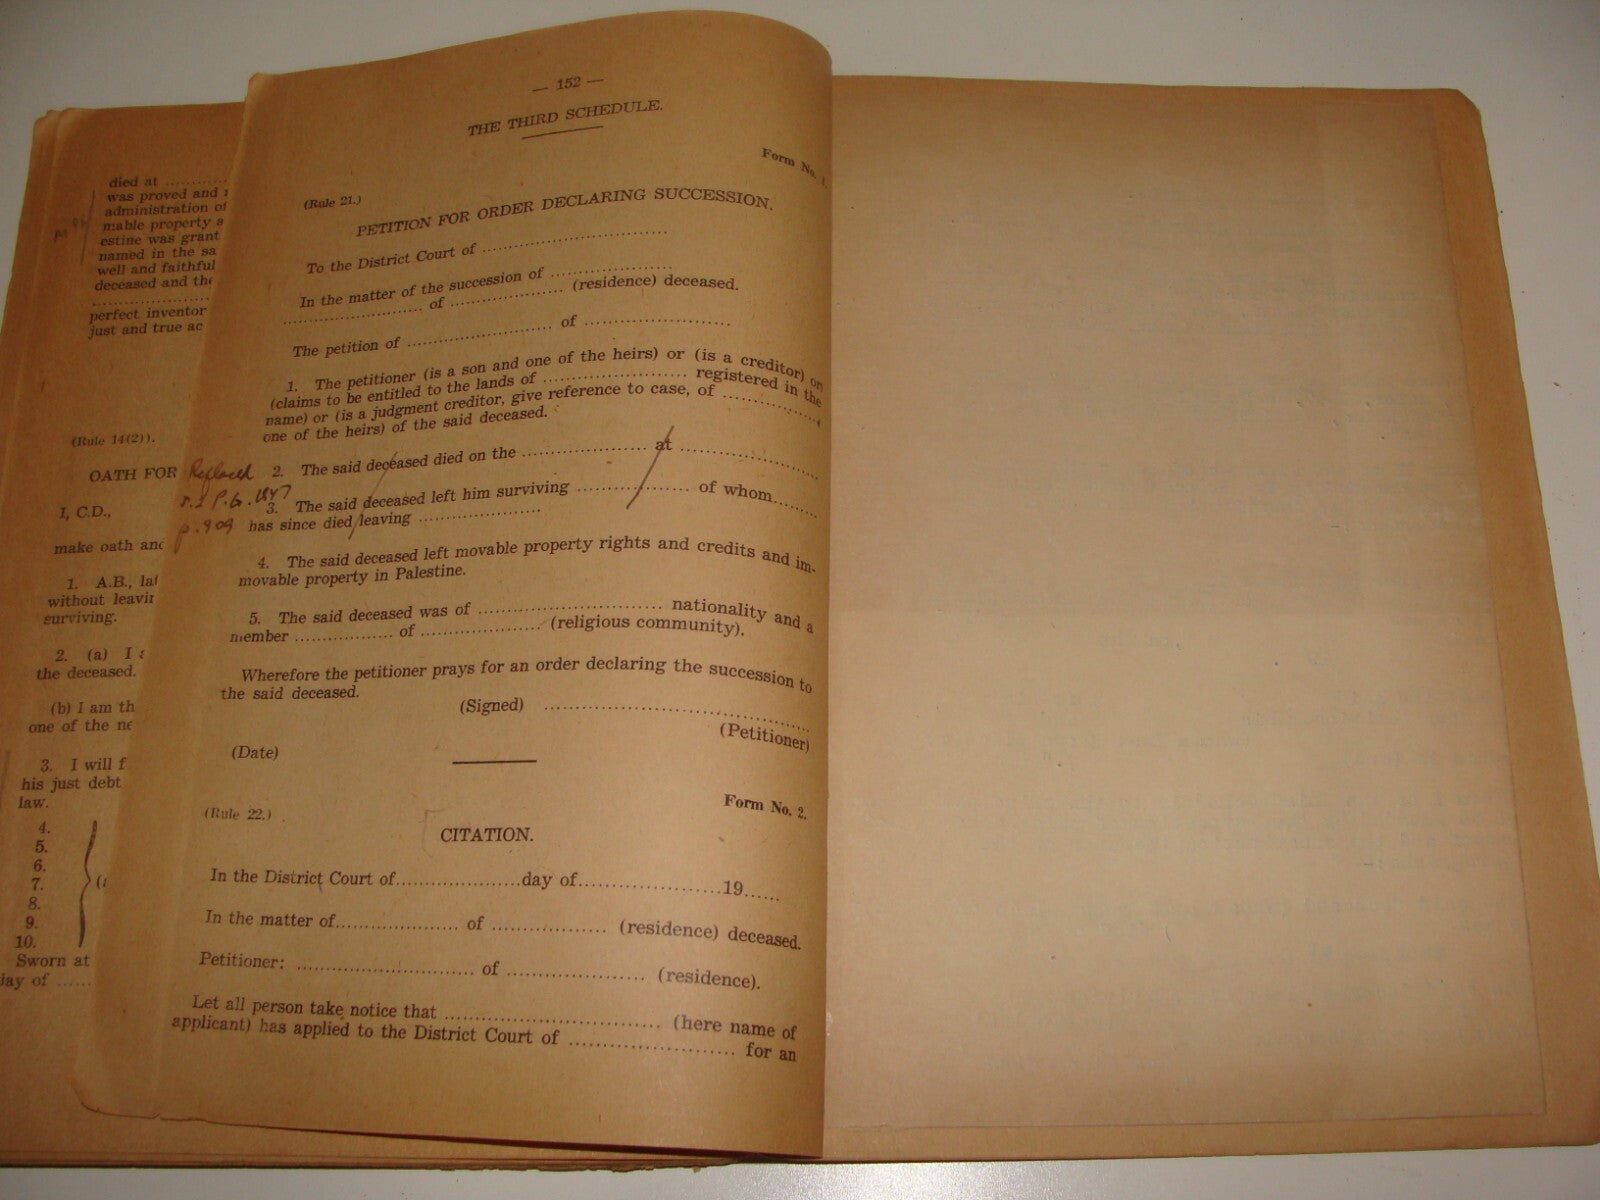 died at ..........
was proved and
administration of
mable property a
estine was grant
named in the sa
well and faithful
deceased and the
..........
perfect inventor
just and true ac
(Rule 14(2)).
OATH FOR
I, C.D.,
make oath and
1. A.B., lat
without leavin
surviving.
2. (a) I
the deceased.
(b) I am th
one of the ne
3. I will f
his just debt
law.
4.
5.
6.
7.
8.
9.
10.
Sworn at
day of ......
— 152 —
THE THIRD SCHEDULE.
Form No. 1.
(Rule 21.)
PETITION FOR ORDER DECLARING SUCCESSION.
To the District Court of ..............................
In the matter of the succession of ....................
.................... of .................... (residence) deceased.
The petition of .................... of ....................
1. The petitioner (is a son and one of the heirs) or (is a creditor) or
(claims to be entitled to the lands of .................... registered in the
name) or (is a judgment creditor, give reference to case, of ..............
one of the heirs) of the said deceased.
Replaced
2. The said deceased died on the .................... at ....................
P.G. 1947
3. The said deceased left him surviving .................... of whom.......
p. 909
has since died leaving ....................
4. The said deceased left movable property rights and credits and im-
movable property in Palestine.
5. The said deceased was of .............................. nationality and a
member .................. of .................... (religious community).
Wherefore the petitioner prays for an order declaring the succession to
the said deceased.
(Signed) ........................................
(Petitioner)
(Date)
Form No. 2.
(Rule 22.)
CITATION.
In the District Court of....................day of....................19......
In the matter of.................... of .................... (residence) deceased.
Petitioner: .............................. of ........................ (residence).
Let all person take notice that .............................. (here name of
applicant) has applied to the District Court of .......................... for an